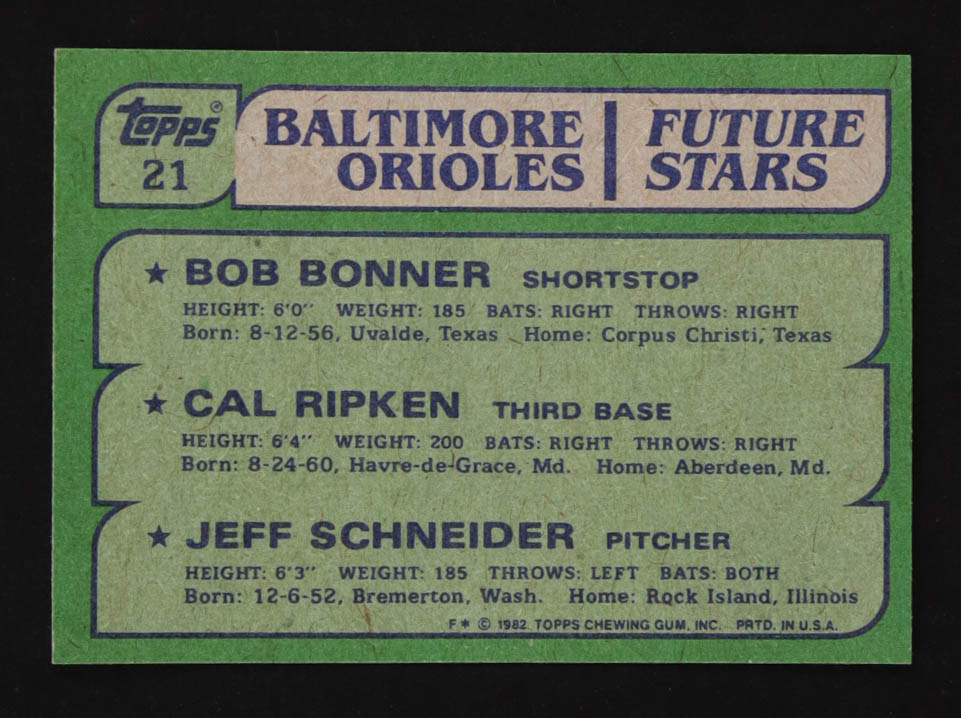 topps®
21
BALTIMORE ORIOLES
FUTURE STARS
★ BOB BONNER SHORTSTOP
HEIGHT: 6'0" WEIGHT: 185 BATS: RIGHT THROWS: RIGHT
Born: 8-12-56, Uvalde, Texas Home: Corpus Christi, Texas
★ CAL RIPKEN THIRD BASE
HEIGHT: 6'4" WEIGHT: 200 BATS: RIGHT THROWS: RIGHT
Born: 8-24-60, Havre-de-Grace, Md. Home: Aberdeen, Md.
★ JEFF SCHNEIDER PITCHER
HEIGHT: 6'3" WEIGHT: 185 THROWS: LEFT BATS: BOTH
Born: 12-6-52, Bremerton, Wash. Home: Rock Island, Illinois
F* © 1982 TOPPS CHEWING GUM, INC. PRTD. IN U.S.A.